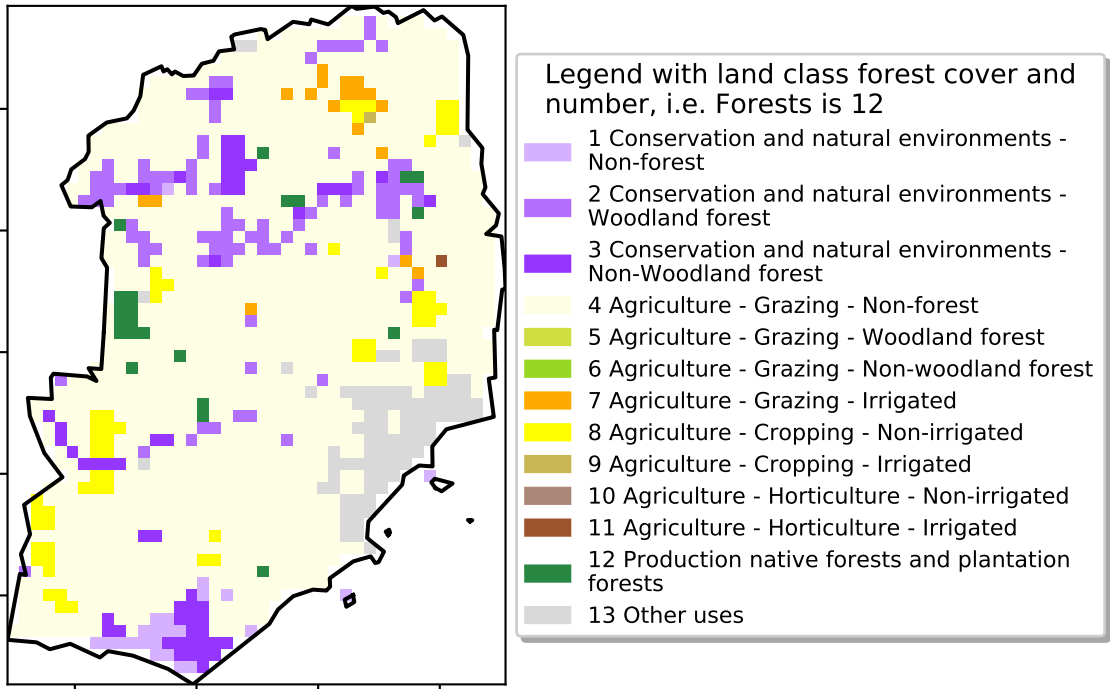 Legend with land class forest cover and
number, i.e. Forests is 12
1 Conservation and natural environments -
Non-forest
2 Conservation and natural environments -
Woodland forest
3 Conservation and natural environments -
Non-Woodland forest
4 Agriculture - Grazing - Non-forest
5 Agriculture - Grazing - Woodland forest
6 Agriculture - Grazing - Non-woodland forest
7 Agriculture - Grazing - Irrigated
8 Agriculture - Cropping - Non-irrigated
9 Agriculture - Cropping - Irrigated
10 Agriculture - Horticulture - Non-irrigated
11 Agriculture - Horticulture - Irrigated
12 Production native forests and plantation
forests
13 Other uses